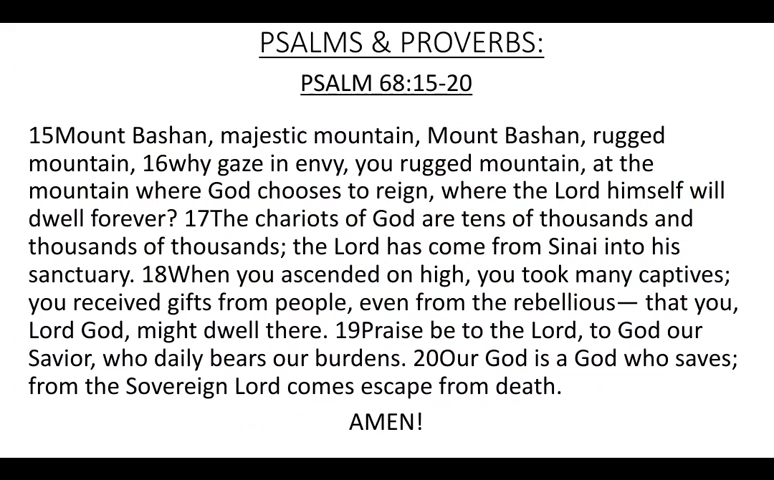 PSALMS & PROVERBS:
PSALM 68:15-20
15Mount Bashan, majestic mountain, Mount Bashan, rugged
mountain, 16why gaze in envy, you rugged mountain, at the
mountain where God chooses to reign, where the Lord himself will
dwell forever? 17The chariots of God are tens of thousands and
thousands of thousands; the Lord has come from Sinai into his
sanctuary. 18When you ascended on high, you took many captives;
you received gifts from people, even from the rebellious— that you,
Lord God, might dwell there. 19Praise be to the Lord, to God our
Savior, who daily bears our burdens. 20Our God is a God who saves;
from the Sovereign Lord comes escape from death.
AMEN!